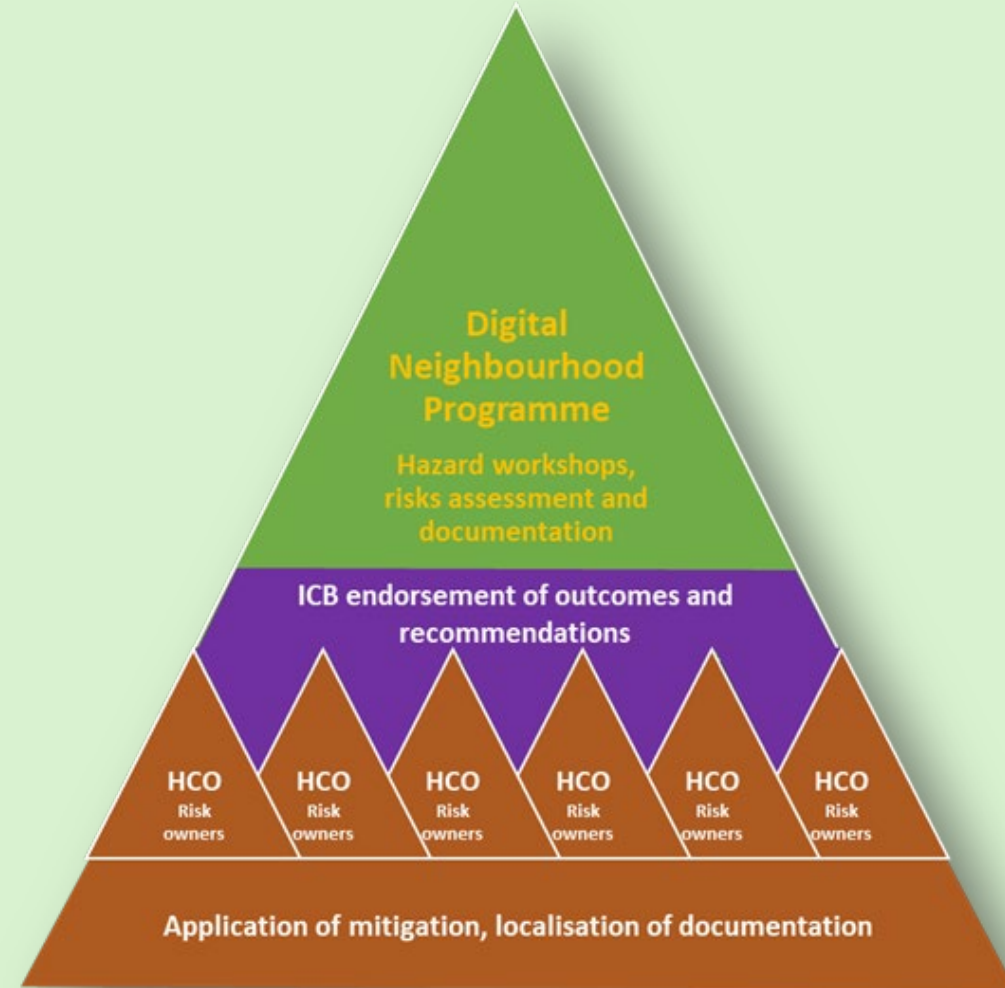 Digital
Neighbourhood
Programme
Hazard workshops,
risks assessment and
documentation
ICB endorsement of outcomes and
recommendations
HCO
Risk
owners
HCO
Risk
owners
HCO
Risk
owners
HCO
Risk
owners
HCO
Risk
owners
HCO
Risk
owners
Application of mitigation, localisation of documentation